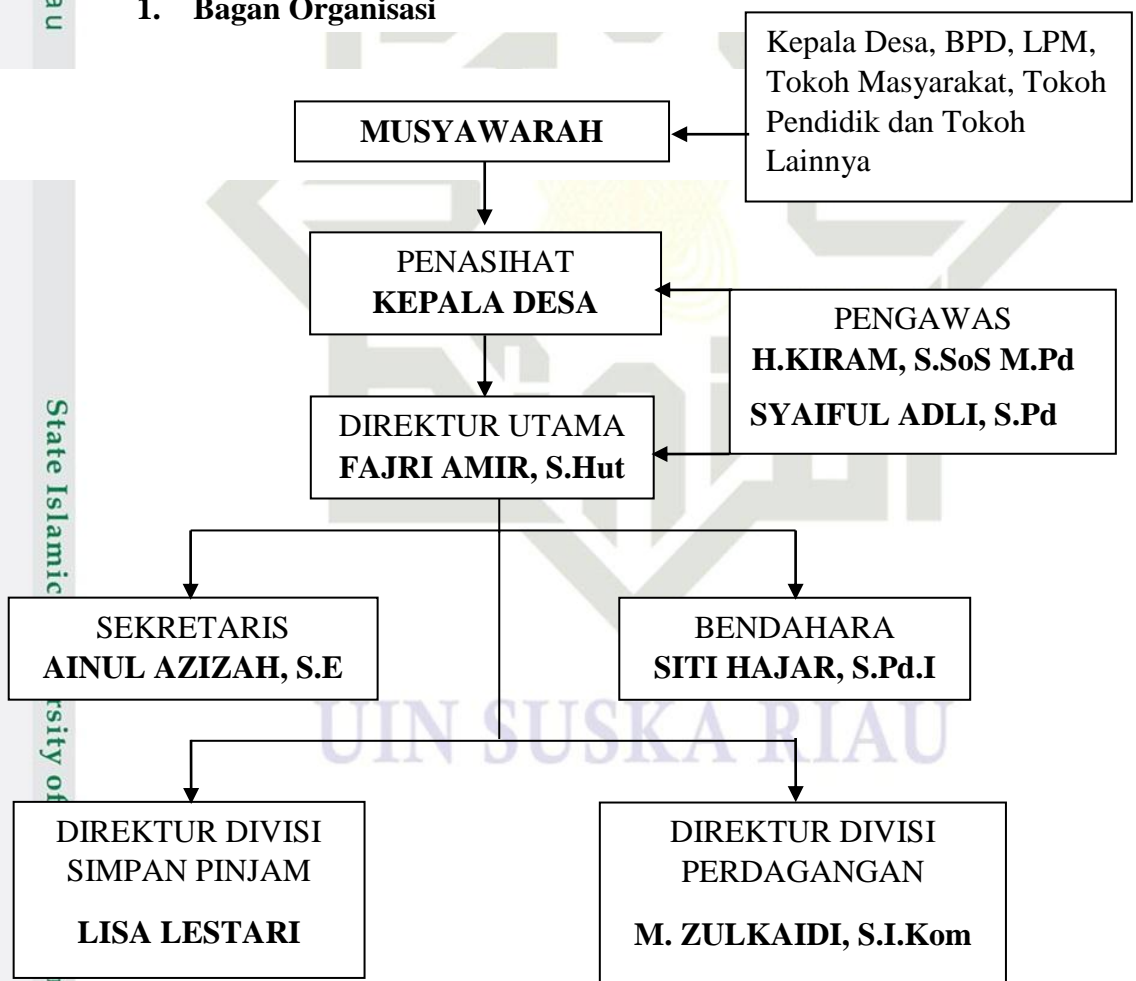 au
1. Bagan Organisasi
Kepala Desa, BPD, LPM,
Tokoh Masyarakat, Tokoh
Pendidik dan Tokoh
Lainnya
MUSYAWARAH
PENASIHAT
KEPALA DESA
PENGAWAS
H.KIRAM, S.SoS M.Pd
SYAIFUL ADLI, S.Pd
DIREKTUR UTAMA
FAJRI AMIR, S.Hut
SEKRETARIS
AINUL AZIZAH, S.E
BENDAHARA
SITI HAJAR, S.Pd.I
UIN SUSKA RIAU
DIREKTUR DIVISI
SIMPAN PINJAM
LISA LESTARI
DIREKTUR DIVISI
PERDAGANGAN
M. ZULKAIDI, S.I.Kom
State Islamic rsity of